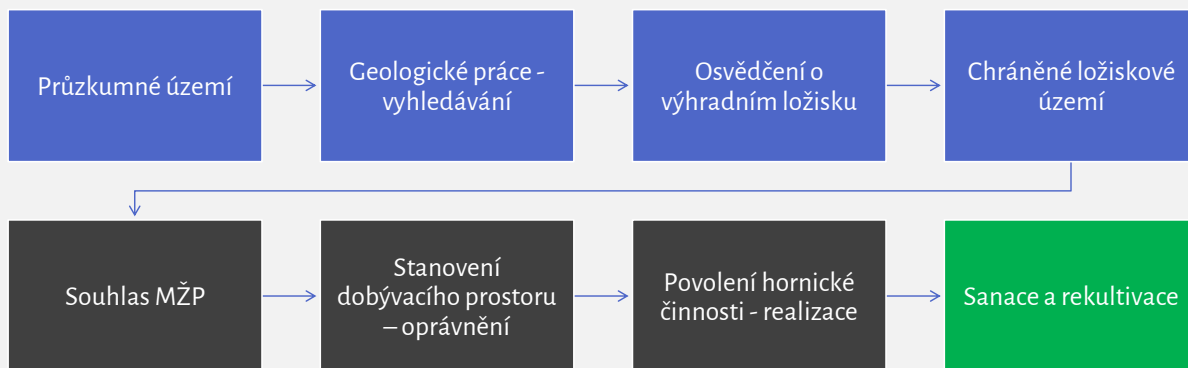 Průzkumné území
Geologické práce -
vyhledávání
Osvědčení o
výhradním ložisku
Chráněné ložiskové
území
Souhlas MŽP
Stanovení
dobývacího prostoru
– oprávnění
Povolení hornické
činnosti - realizace
Sanace a rekultivace